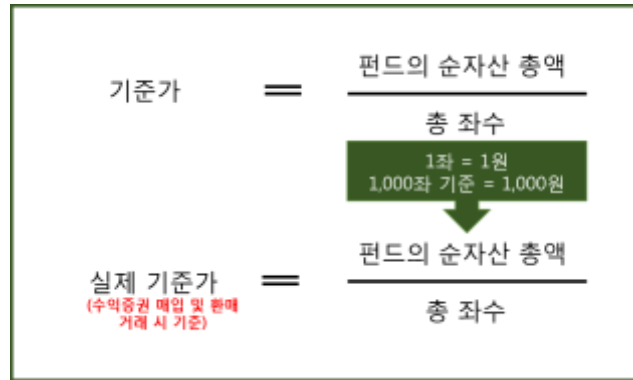 기준가 = 펀드의 순자산 총액
총 좌수
1좌 = 1원
1,000좌 기준 = 1,000원
실제 기준가 = 펀드의 순자산 총액
(수익증권 매입 및 환매
거래 시 기준)
총 좌수